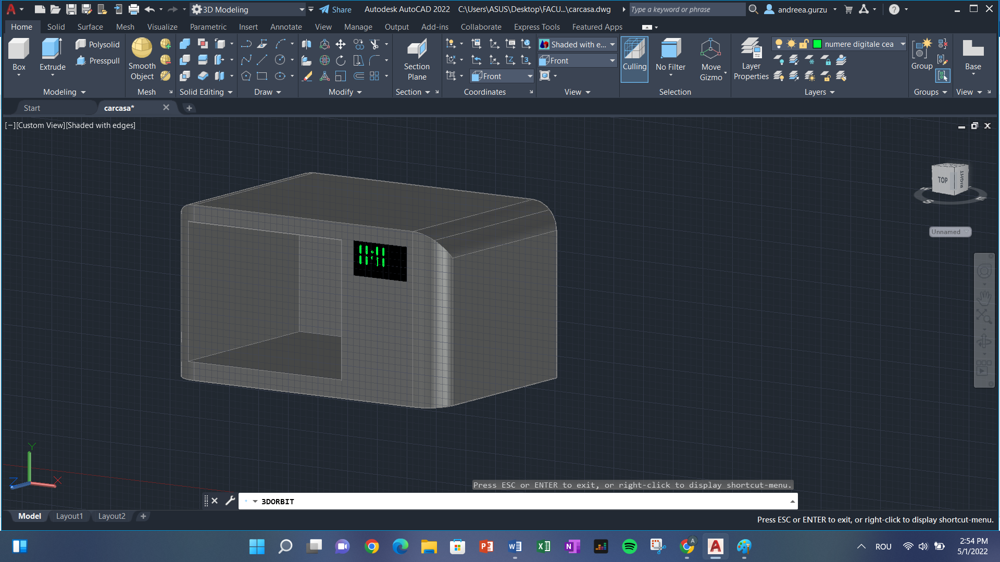 3D Modeling
Share
Autodesk AutoCAD 2022
C:\Users\ASUS\Desktop\FACU...\carcasa.dwg
Type a keyword or phrase
andreea.gurzu
Home Solid Surface Mesh Visualize Parametric Insert Annotate View Manage Output Add-ins Collaborate Express Tools Featured Apps
Box
Extrude
Polysolid
Presspull
Smooth
Object
Section
Plane
Shaded with e...
Front
Front
Culling
No Filter
Move
Gizmo
Layer
Properties
numere digitale cea
Group
Base
Modeling Mesh Solid Editing Draw Modify Section Coordinates View Selection Layers Groups View
Start
carcasa*
[−][Custom View][Shaded with edges]
TOP
RIGHT
S
E
Unnamed
11:11
Y
Z
X
Press ESC or ENTER to exit, or right-click to display shortcut-menu.
3DORBIT
Model Layout1 Layout2
Press ESC or ENTER to exit, or right-click to display shortcut-menu.
ROU
2:54 PM
5/1/2022